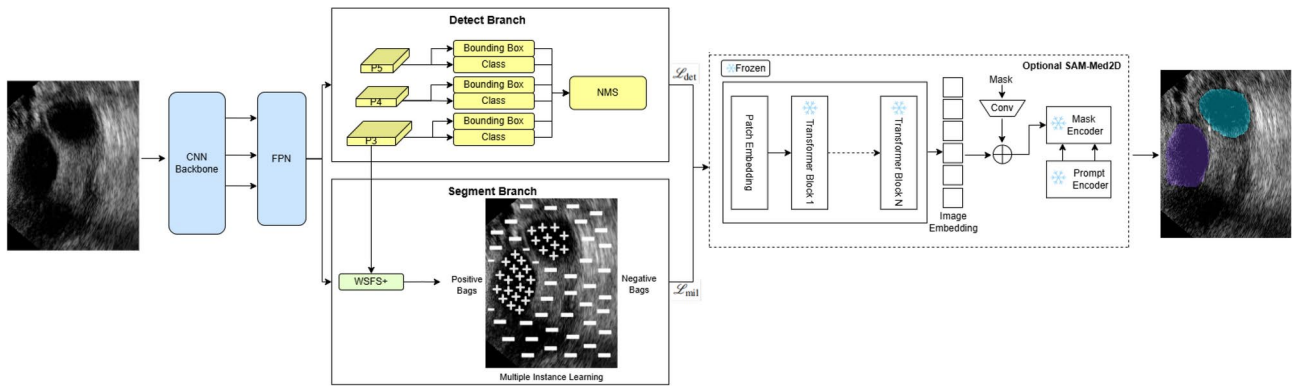 CNN
Backbone
FPN
Detect Branch
P5
P4
P3
Bounding Box
Class
Bounding Box
Class
Bounding Box
Class
NMS
ℒdet
Segment Branch
WSFS+
Positive
Bags
Negative
Bags
Multiple Instance Learning
ℒmil
Frozen
Optional SAM-Med2D
Patch Embedding
Transformer Block 1
Transformer Block N
Image
Embedding
Mask
Conv
Mask
Encoder
Prompt
Encoder